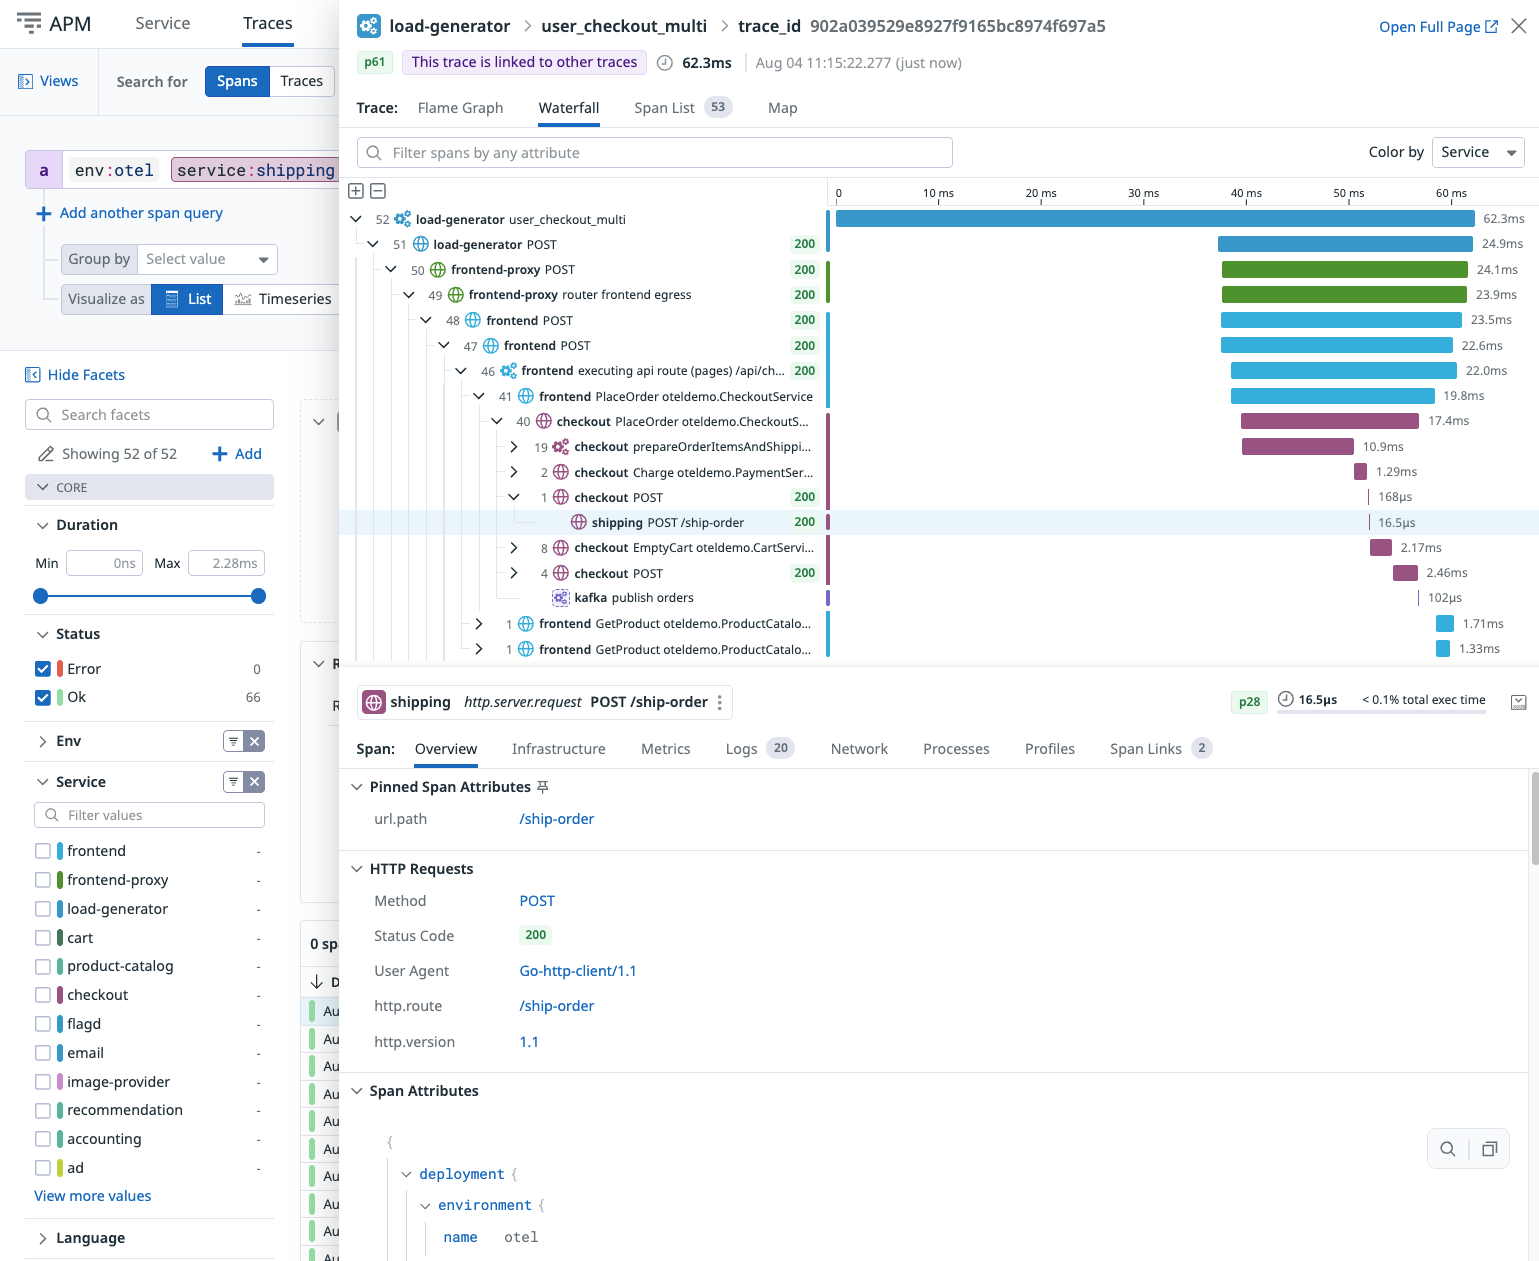 APM
Service
Traces
Views
Search for
Spans
Traces
a
env:otel
service:shipping
Add another span query
Group by
Select value
Visualize as
List
Timeseries
Hide Facets
Search facets
Showing 52 of 52
Add
CORE
Duration
Min
0ns
Max
2.28ms
Status
Error
0
Ok
66
Env
Service
Filter values
frontend
-
frontend-proxy
-
load-generator
-
cart
-
product-catalog
-
checkout
-
flagd
-
email
-
image-provider
-
recommendation
-
accounting
-
ad
-
View more values
Language
0 sp
Au
Au
Au
Au
Au
Au
Au
Au
Au
Au
load-generator
user_checkout_multi
trace_id 902a039529e8927f9165bc8974f697a5
Open Full Page
p61
This trace is linked to other traces
62.3ms
Aug 04 11:15:22.277 (just now)
Trace:
Flame Graph
Waterfall
Span List 53
Map
Filter spans by any attribute
Color by
Service
0
10 ms
20 ms
30 ms
40 ms
50 ms
60 ms
52 load-generator user_checkout_multi 62.3ms
51 load-generator POST 200 24.9ms
50 frontend-proxy POST 200 24.1ms
49 frontend-proxy router frontend egress 200 23.9ms
48 frontend POST 200 23.5ms
47 frontend POST 200 22.6ms
46 frontend executing api route (pages) /api/ch... 200 22.0ms
41 frontend PlaceOrder oteldemo.CheckoutService 19.8ms
40 checkout PlaceOrder oteldemo.CheckoutS... 17.4ms
19 checkout prepareOrderItemsAndShippi... 10.9ms
2 checkout Charge oteldemo.PaymentSer... 1.29ms
1 checkout POST 200 168µs
shipping POST /ship-order 200 16.5µs
8 checkout EmptyCart oteldemo.CartServi... 2.17ms
4 checkout POST 200 2.46ms
kafka publish orders 102µs
1 frontend GetProduct oteldemo.ProductCatalo... 1.71ms
1 frontend GetProduct oteldemo.ProductCatalo... 1.33ms
shipping http.server.request POST /ship-order
p28
16.5µs
< 0.1% total exec time
Span:
Overview
Infrastructure
Metrics
Logs 20
Network
Processes
Profiles
Span Links 2
Pinned Span Attributes
url.path /ship-order
HTTP Requests
Method POST
Status Code 200
User Agent Go-http-client/1.1
http.route /ship-order
http.version 1.1
Span Attributes
{
deployment {
environment {
name otel